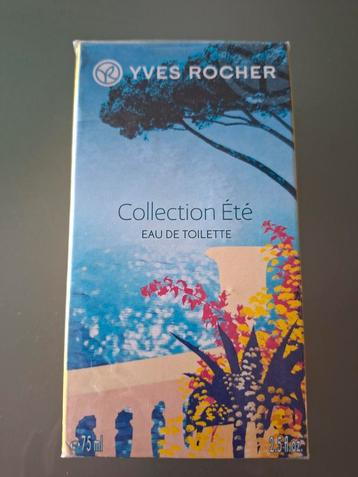 YVES ROCHER
Collection Été
EAU DE TOILETTE
℮ 75 ml 2.5 fl.oz.